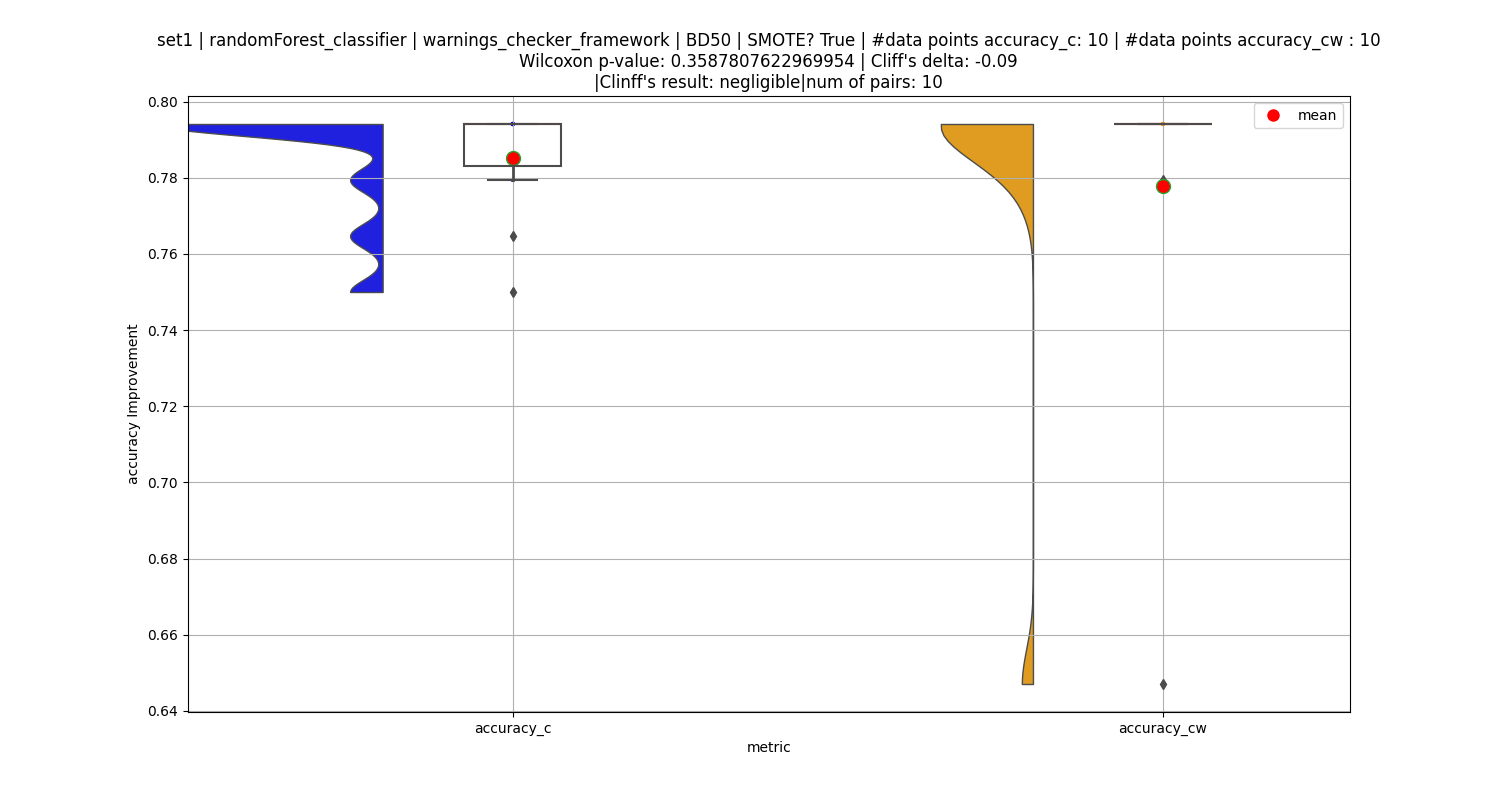 set1 | randomForest_classifier | warnings_checker_framework | BD50 | SMOTE? True | #data points accuracy_c: 10 | #data points accuracy_cw : 10
Wilcoxon p-value: 0.3587807622969954 | Cliff's delta: -0.09
|Clinff's result: negligible|num of pairs: 10
mean
0.80
0.78
0.76
0.74
0.72
0.70
0.68
0.66
0.64
accuracy Improvement
accuracy_c
accuracy_cw
metric